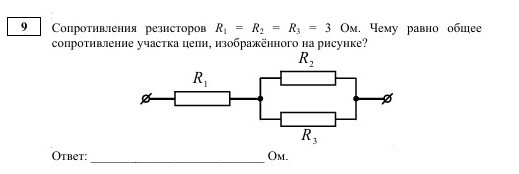 9
Сопротивления резисторов R₁ = R₂ = R₃ = 3 Ом. Чему равно общее
сопротивление участка цепи, изображённого на рисунке?
R₂
R₁
R₃
Ответ: ___________________________ Ом.